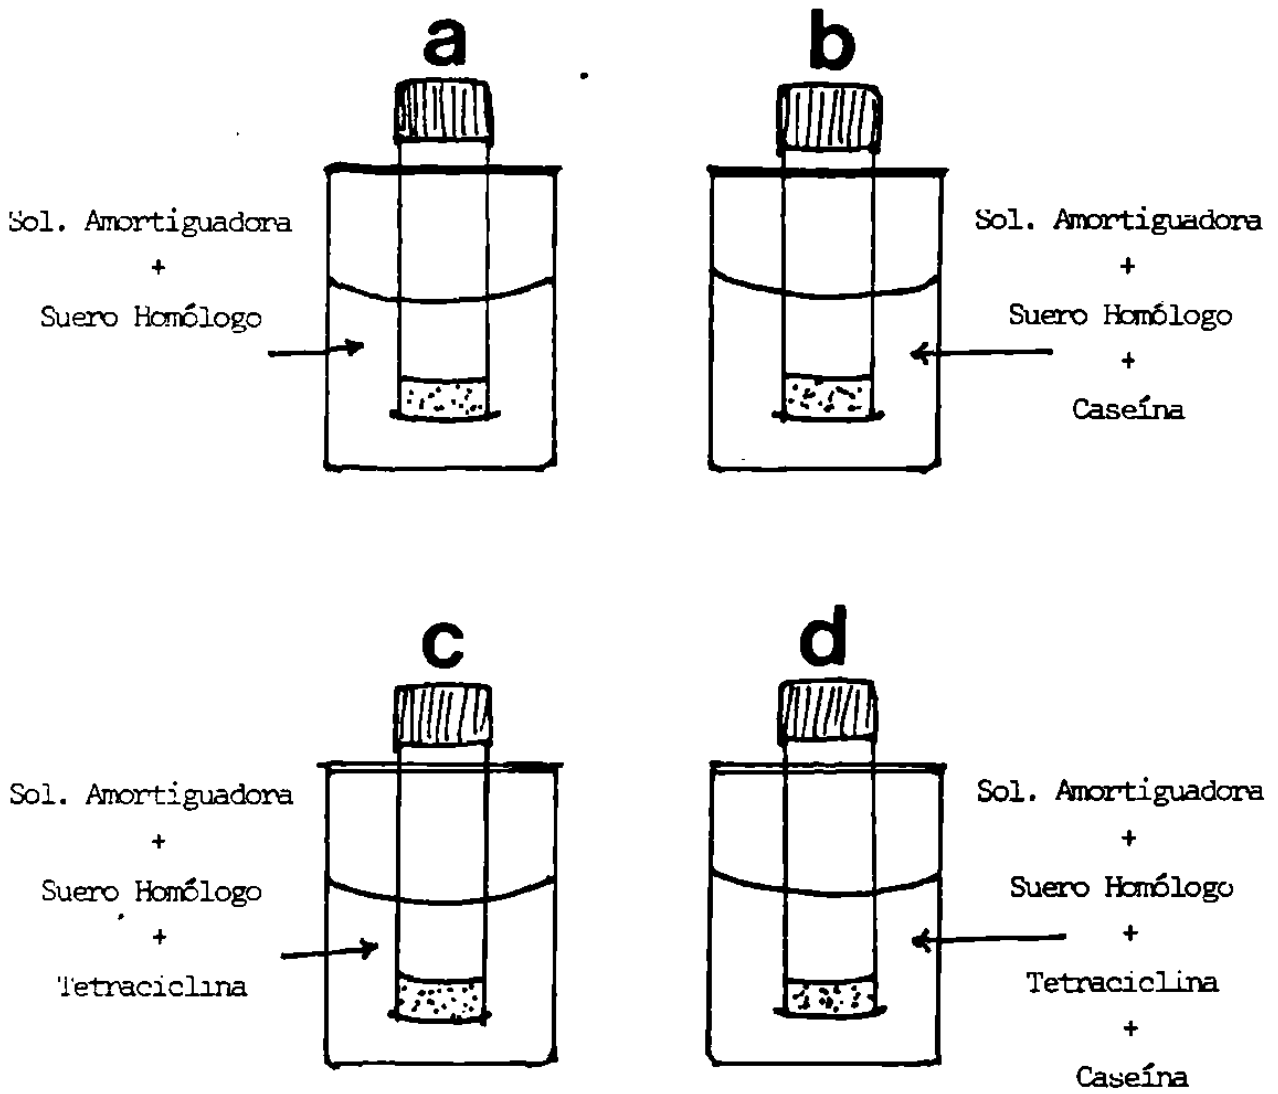 a
Sol. Amortiguadora
+
Suero Homólogo
b
Sol. Amortiguadora
+
Suero Homólogo
+
Caseína
c
Sol. Amortiguadora
+
Suero Homólogo
+
Tetraciclina
d
Sol. Amortiguadora
+
Suero Homólogo
+
Tetraciclina
+
Caseína